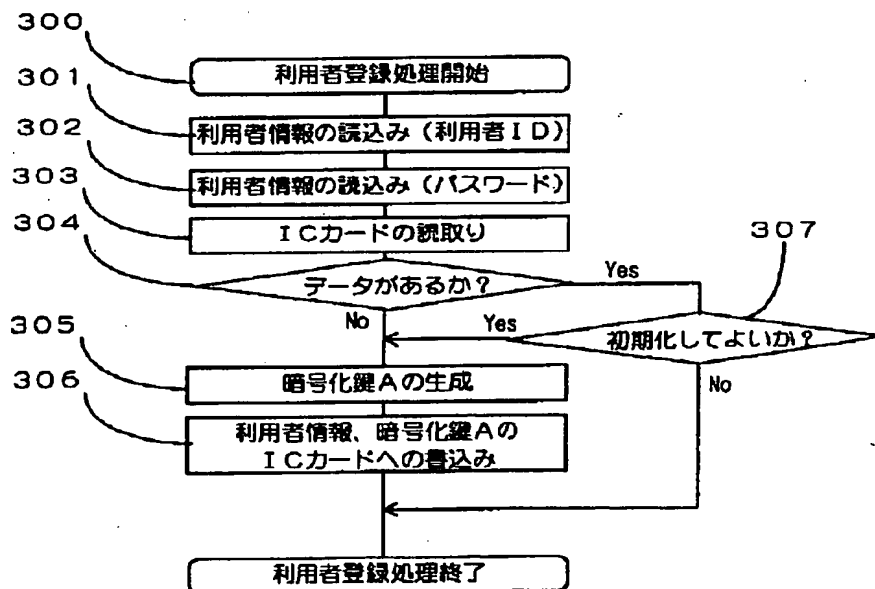 300
利用者登録処理開始
301
利用者情報の読込み（利用者ID）
302
利用者情報の読込み（パスワード）
303
ICカードの読取り
304
データがあるか？
Yes
307
No
Yes
初期化してよいか？
305
暗号化鍵Aの生成
No
306
利用者情報、暗号化鍵Aの
ICカードへの書込み
利用者登録処理終了